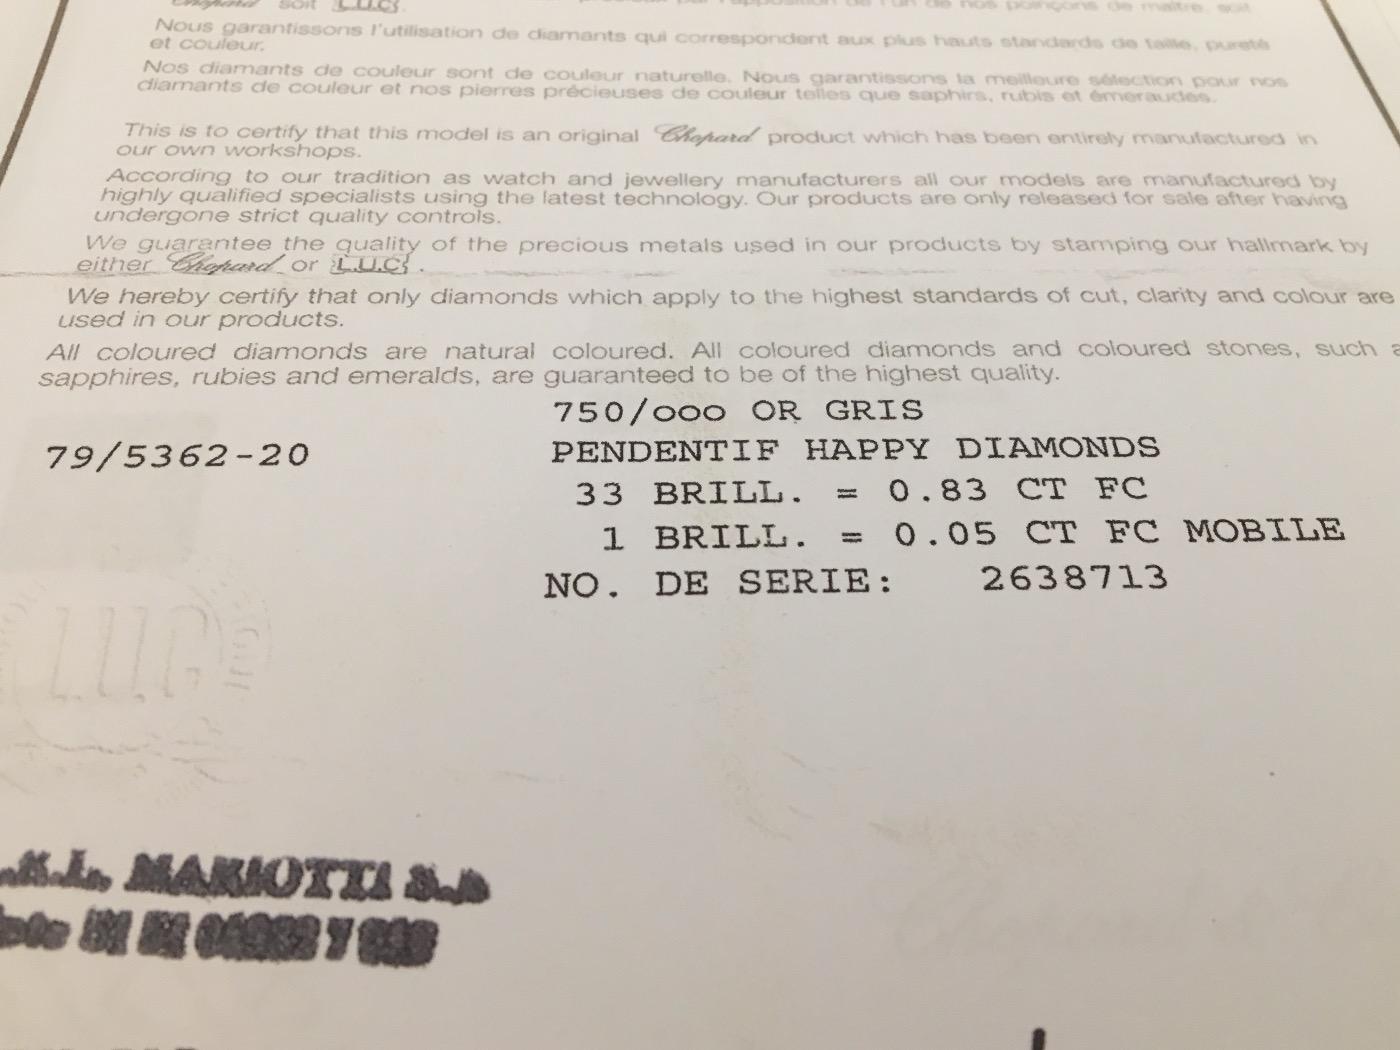 Chopard soit L.U.C
de nos poinçons de maître, soit
Nous garantissons l'utilisation de diamants qui correspondent aux plus hauts standards de taille, pureté
et couleur.
Nos diamants de couleur sont de couleur naturelle. Nous garantissons la meilleure sélection pour nos
diamants de couleur et nos pierres précieuses de couleur telles que saphirs, rubis et émeraudes.
This is to certify that this model is an original Chopard product which has been entirely manufactured in
our own workshops.
According to our tradition as watch and jewellery manufacturers all our models are manufactured by
highly qualified specialists using the latest technology. Our products are only released for sale after having
undergone strict quality controls.
We guarantee the quality of the precious metals used in our products by stamping our hallmark by
either Chopard or L.U.C .
We hereby certify that only diamonds which apply to the highest standards of cut, clarity and colour are
used in our products.
All coloured diamonds are natural coloured. All coloured diamonds and coloured stones, such a
sapphires, rubies and emeralds, are guaranteed to be of the highest quality.
750/ooo OR GRIS
79/5362-20 PENDENTIF HAPPY DIAMONDS
33 BRILL. = 0.83 CT FC
1 BRILL. = 0.05 CT FC MOBILE
NO. DE SERIE: 2638713
LUC
MARIOTTI